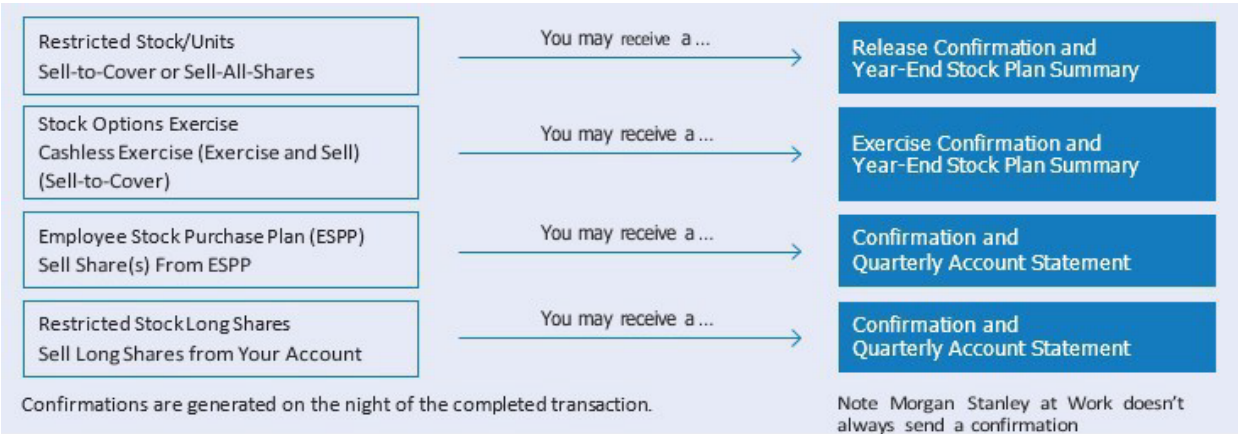 Restricted Stock/Units
Sell-to-Cover or Sell-All-Shares
You may receive a...
Release Confirmation and
Year-End Stock Plan Summary
Stock Options Exercise
Cashless Exercise (Exercise and Sell)
(Sell-to-Cover)
You may receive a...
Exercise Confirmation and
Year-End Stock Plan Summary
Employee Stock Purchase Plan (ESPP)
Sell Share(s) From ESPP
You may receive a...
Confirmation and
Quarterly Account Statement
Restricted Stock Long Shares
Sell Long Shares from Your Account
You may receive a...
Confirmation and
Quarterly Account Statement
Confirmations are generated on the night of the completed transaction.
Note Morgan Stanley at Work doesn't
always send a confirmation